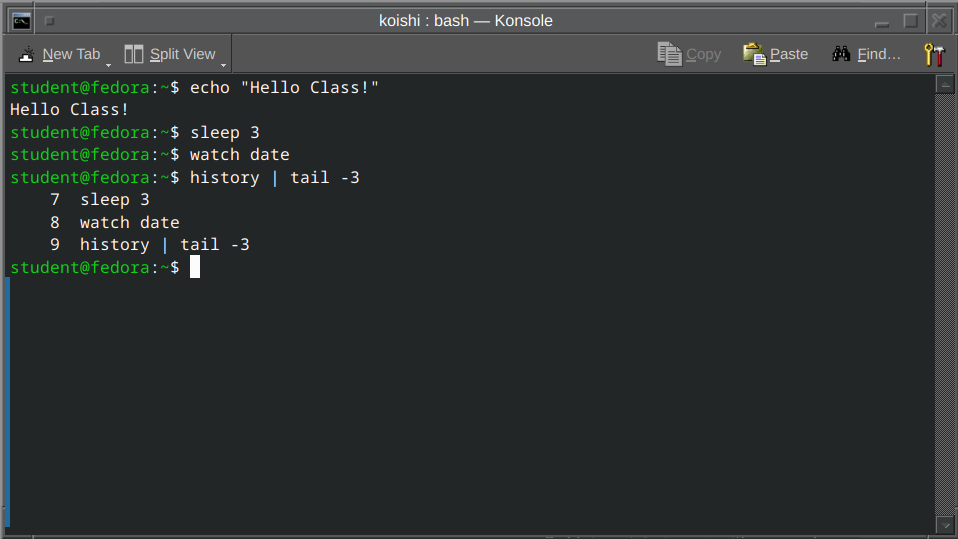 koishi : bash — Konsole
New Tab Split View Copy Paste Find...
student@fedora:~$ echo "Hello Class!"
Hello Class!
student@fedora:~$ sleep 3
student@fedora:~$ watch date
student@fedora:~$ history | tail -3
    7  sleep 3
    8  watch date
    9  history | tail -3
student@fedora:~$